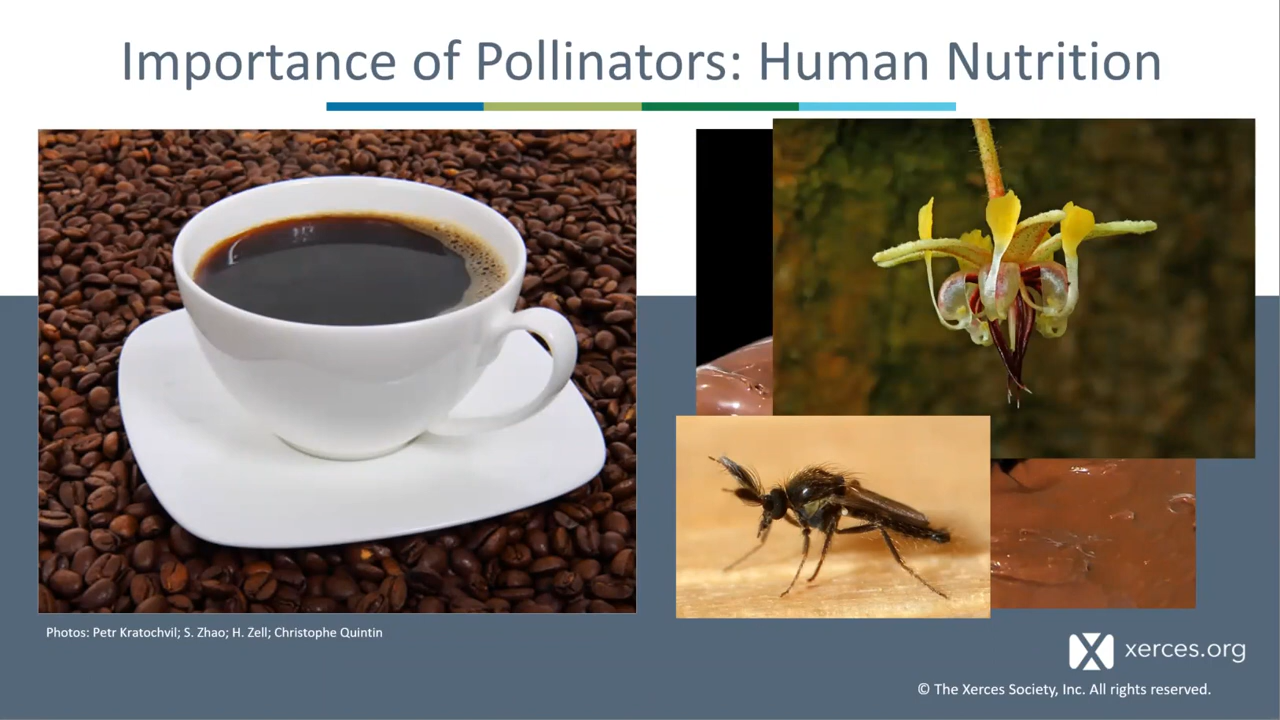 Importance of Pollinators: Human Nutrition
Photos: Petr Kratochvil; S. Zhao; H. Zell; Christophe Quintin
xerces.org
© The Xerces Society, Inc. All rights reserved.